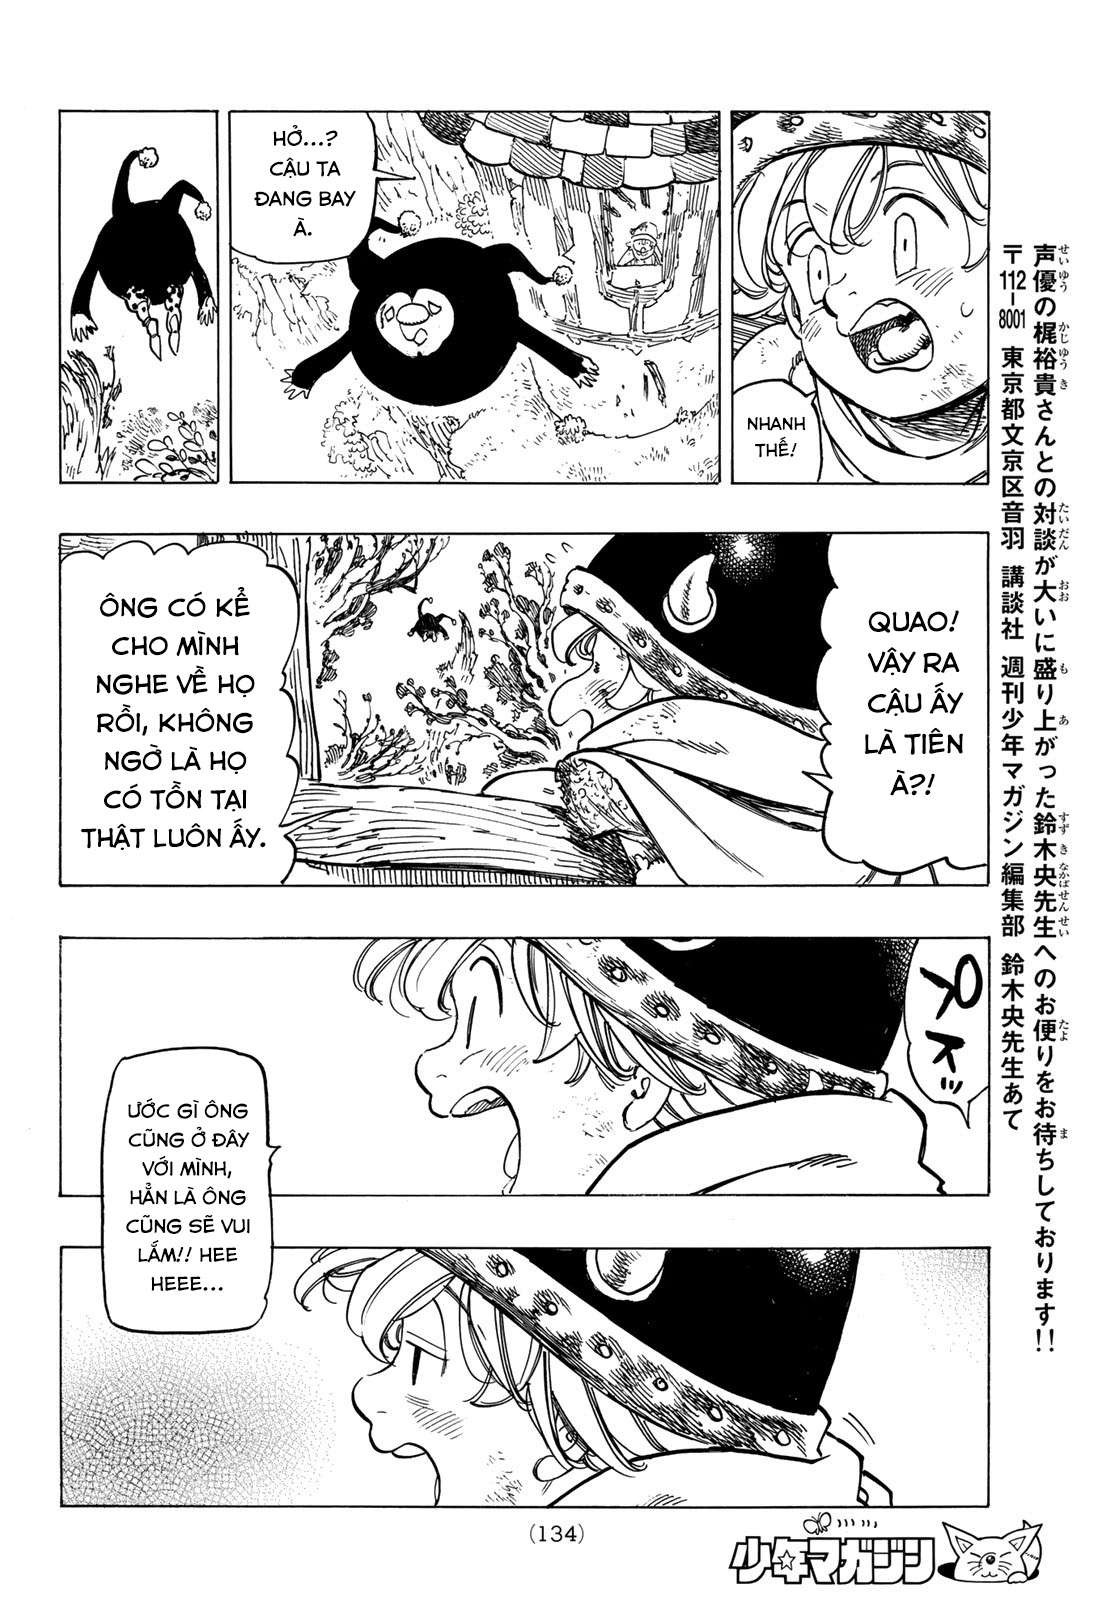 NHANH
THẾ!
HỞ...?
CẬU TA
ĐANG BAY
À.
QUAO!
VẬY RA
CẬU ẤY
LÀ TIÊN
À?!
ÔNG CÓ KỂ
CHO MÌNH
NGHE VỀ HỌ
RỒI, KHÔNG
NGỜ LÀ HỌ
CÓ TỒN TẠI
THẬT LUÔN ẤY.
ƯỚC GÌ ÔNG
CŨNG Ở ĐÂY
VỚI MÌNH,
HẲN LÀ ÔNG
CŨNG SẼ VUI
LẮM!! HEE
HEEE...
声優の梶裕貴さんとの対談が大いに盛り上がった鈴木央先生へのお便りをお待ちしております!!
〒112-8001 東京都文京区音羽 講談社 週刊少年マガジン編集部 鈴木央先生あて
(134)
少年マガジン